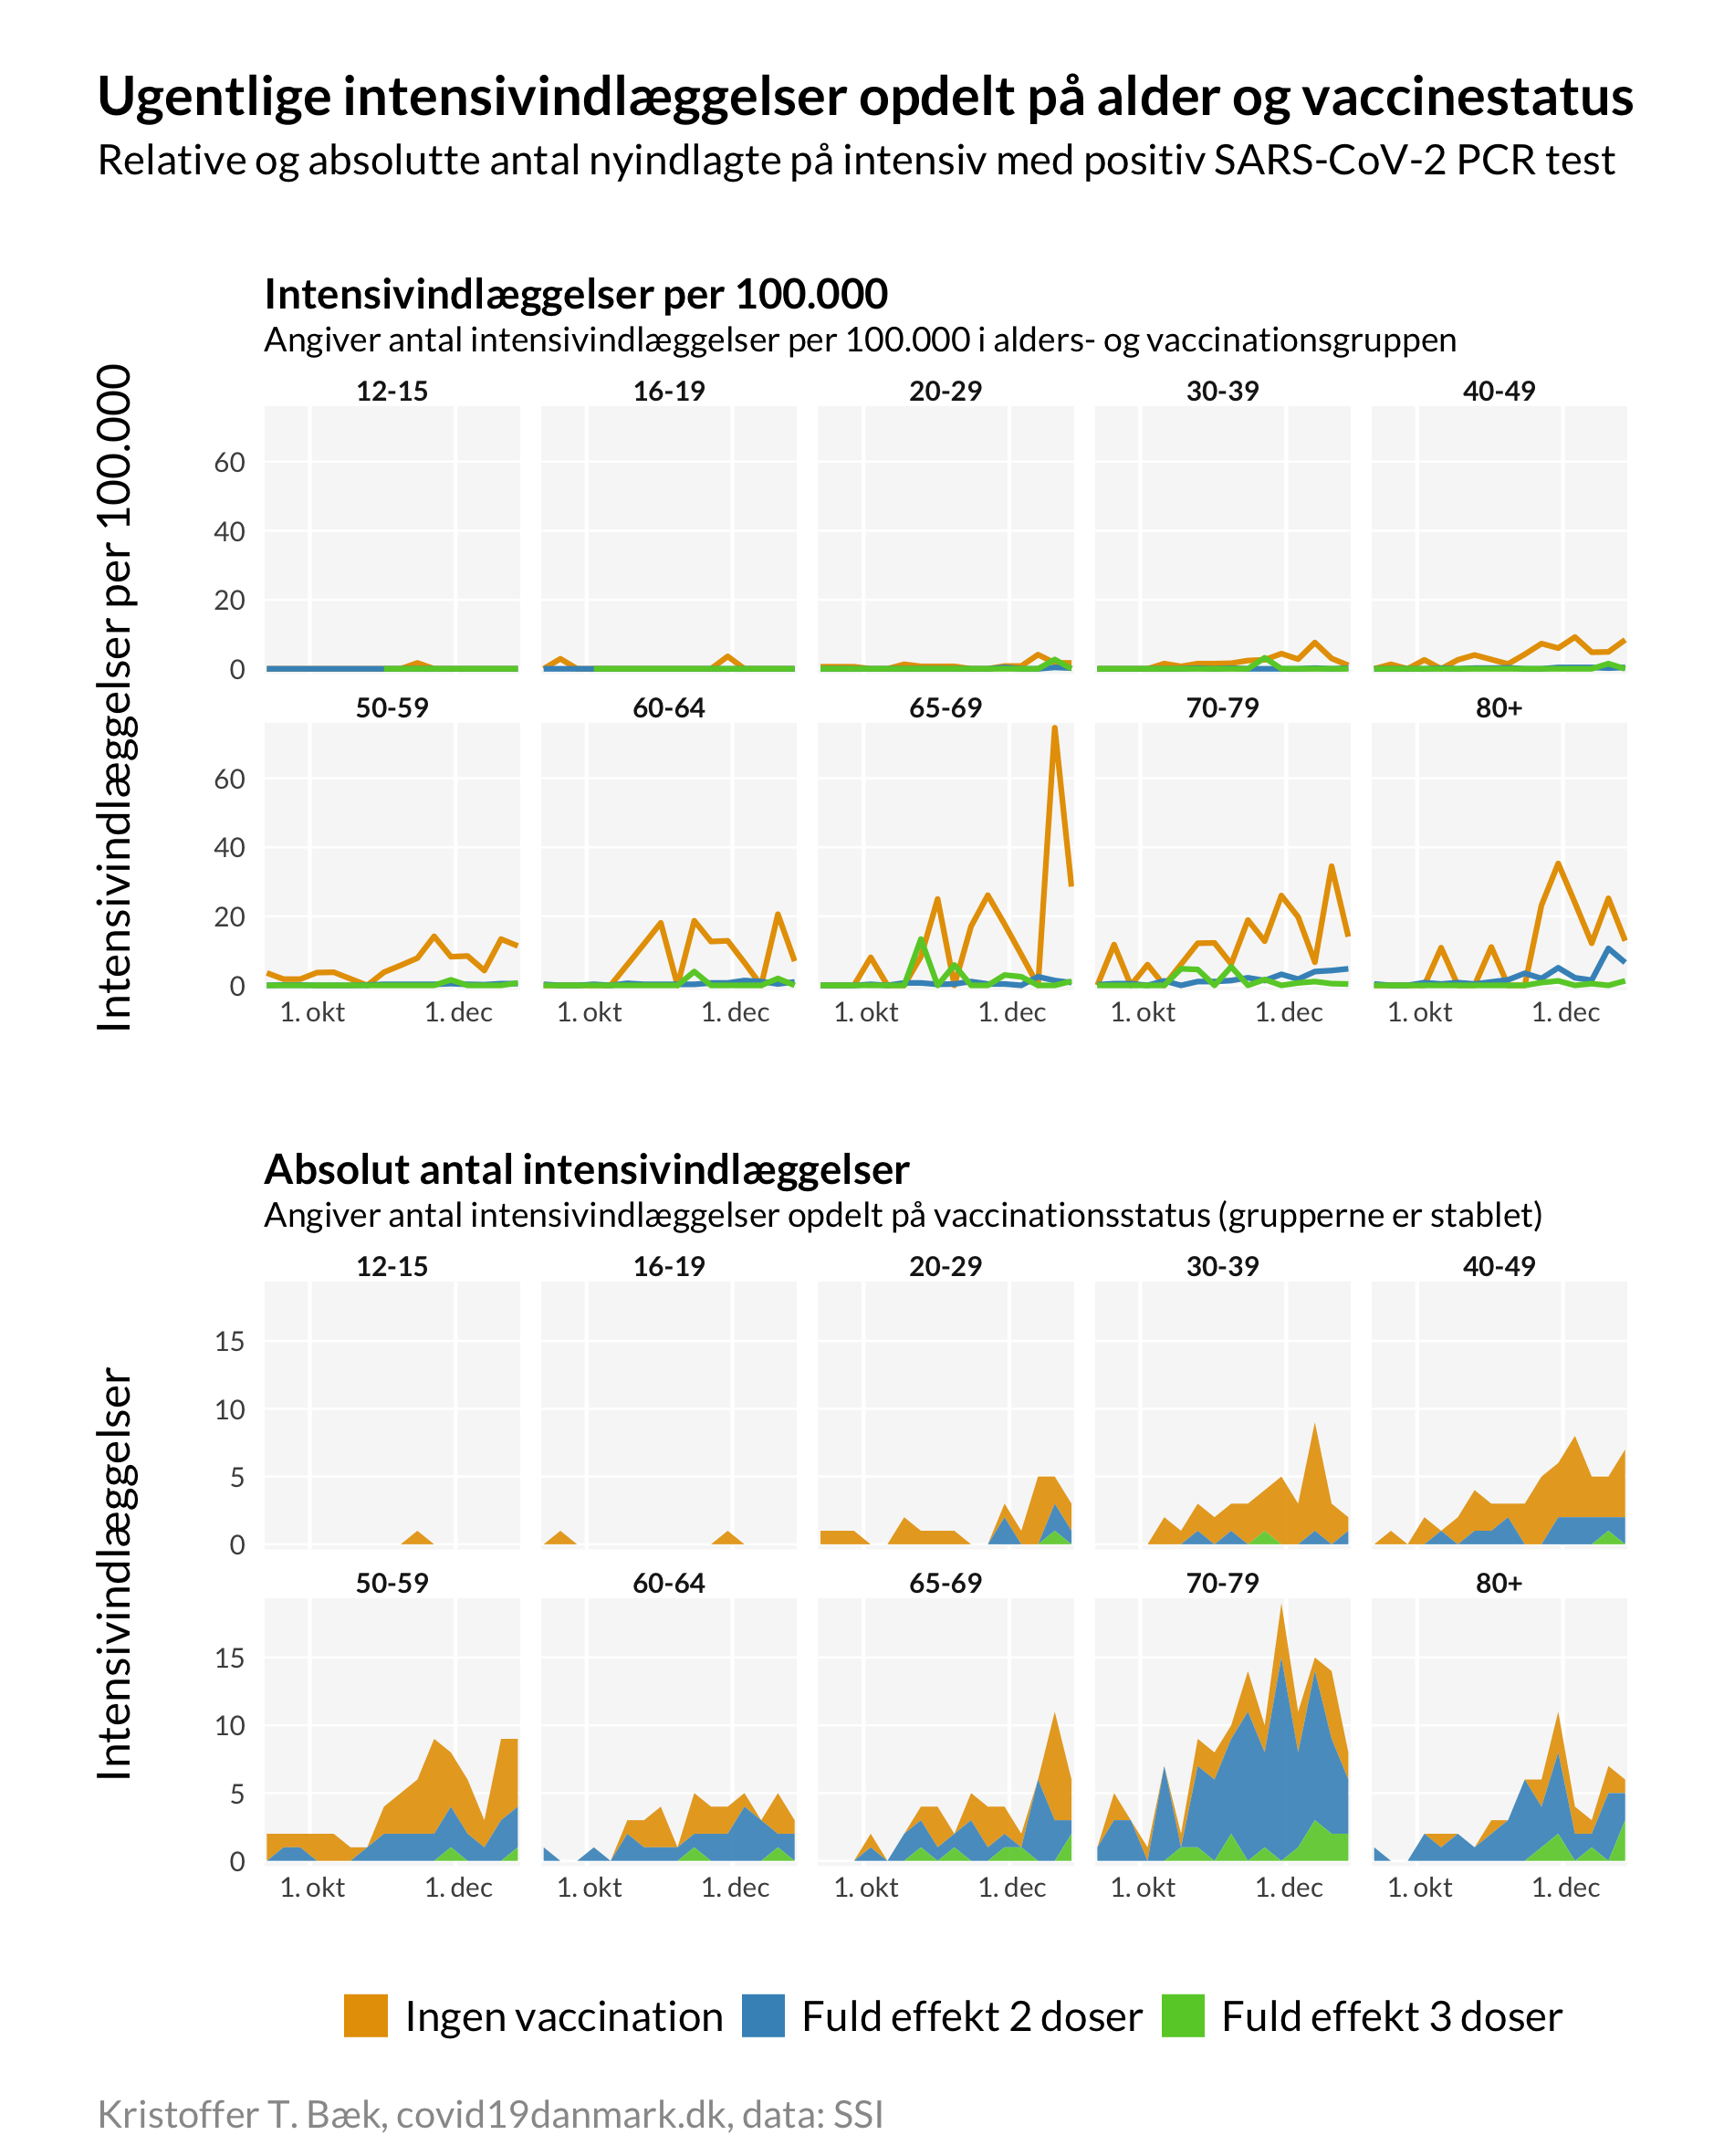 Ugentlige intensivindlæggelser opdelt på alder og vaccinestatus
Relative og absolutte antal nyindlagte på intensiv med positiv SARS-CoV-2 PCR test
Intensivindlæggelser per 100.000
Angiver antal intensivindlæggelser per 100.000 i alders- og vaccinationsgruppen
Intensivindlæggelser per 100.000
12-15 16-19 20-29 30-39 40-49
60
40
20
0
50-59 60-64 65-69 70-79 80+
60
40
20
0
1. okt 1. dec 1. okt 1. dec 1. okt 1. dec 1. okt 1. dec 1. okt 1. dec
Absolut antal intensivindlæggelser
Angiver antal intensivindlæggelser opdelt på vaccinationsstatus (grupperne er stablet)
Intensivindlæggelser
12-15 16-19 20-29 30-39 40-49
15
10
5
0
50-59 60-64 65-69 70-79 80+
15
10
5
0
1. okt 1. dec 1. okt 1. dec 1. okt 1. dec 1. okt 1. dec 1. okt 1. dec
Ingen vaccination Fuld effekt 2 doser Fuld effekt 3 doser
Kristoffer T. Bæk, covid19danmark.dk, data: SSI